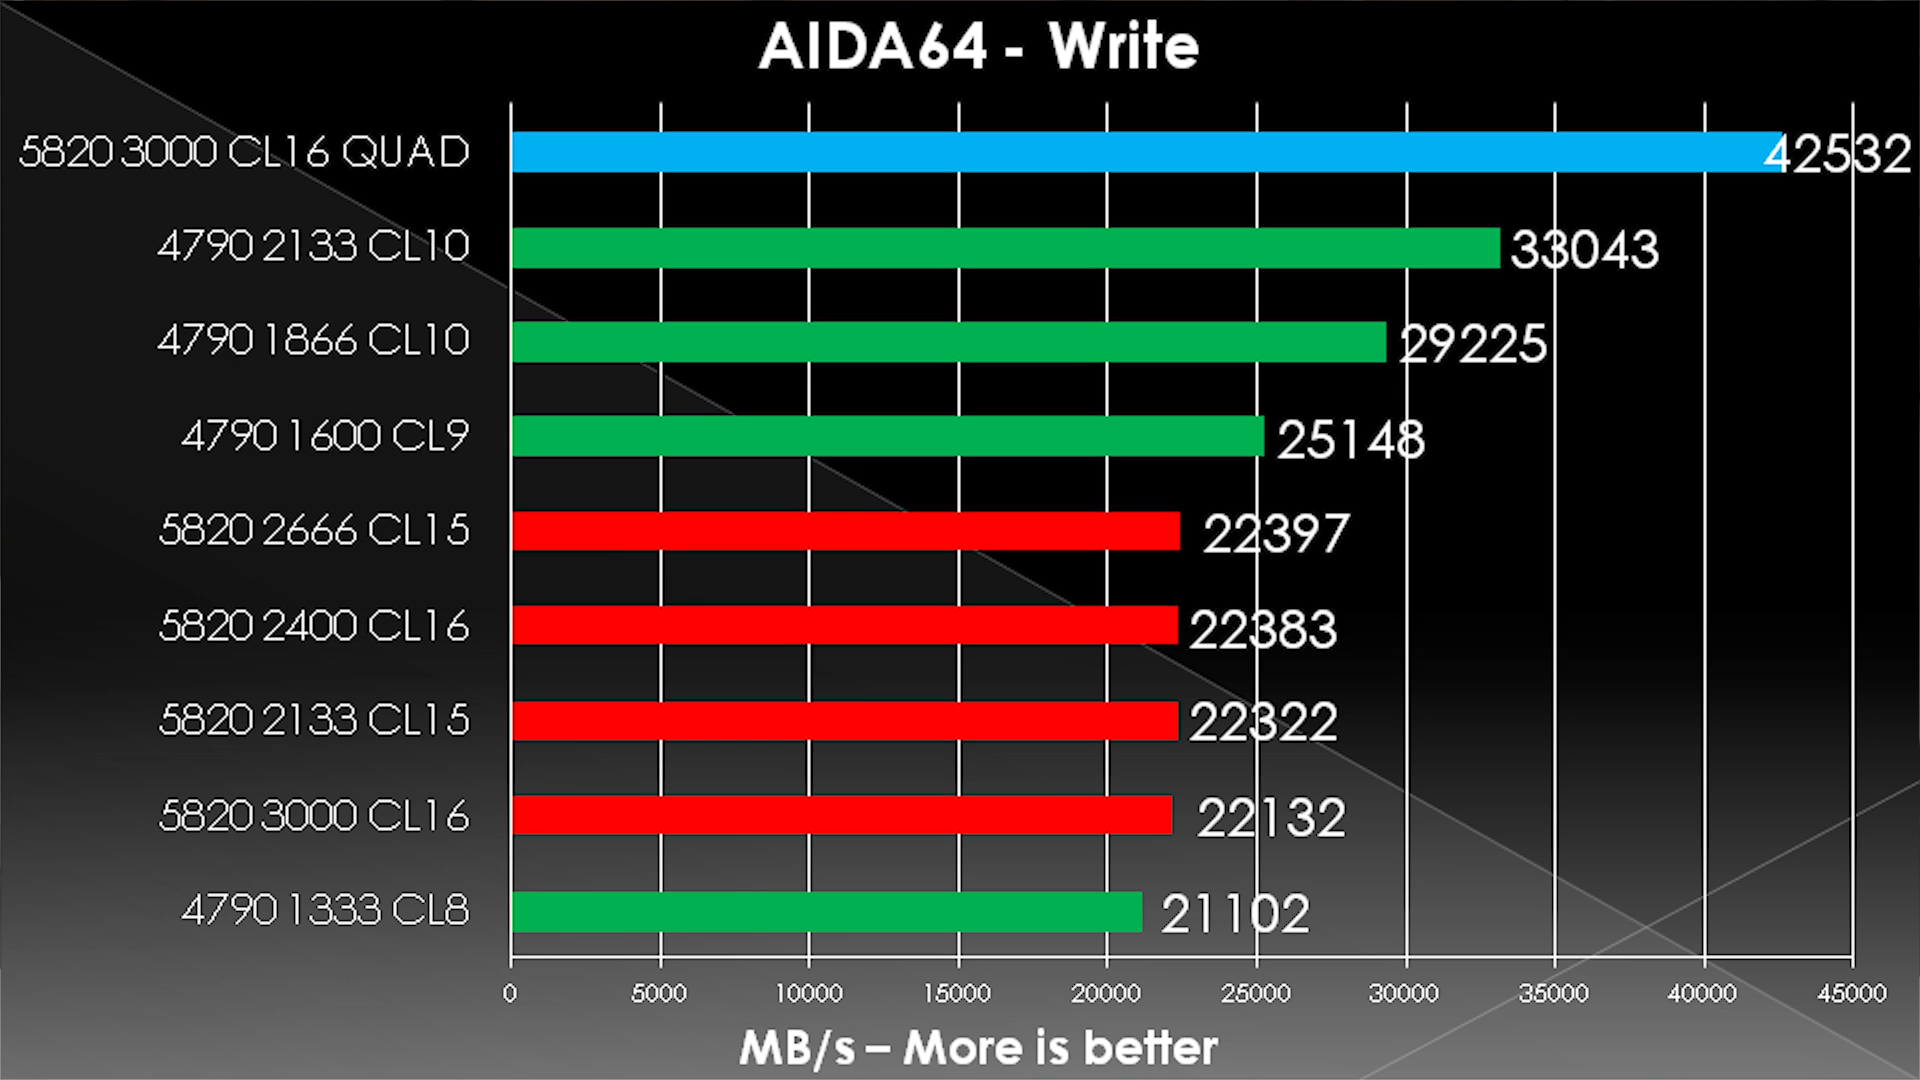 AIDA64 - Write
5820 3000 CL16 QUAD 42532
4790 2133 CL10 33043
4790 1866 CL10 29225
4790 1600 CL9 25148
5820 2666 CL15 22397
5820 2400 CL16 22383
5820 2133 CL15 22322
5820 3000 CL16 22132
4790 1333 CL8 21102
0 5000 10000 15000 20000 25000 30000 35000 40000 45000
MB/s – More is better